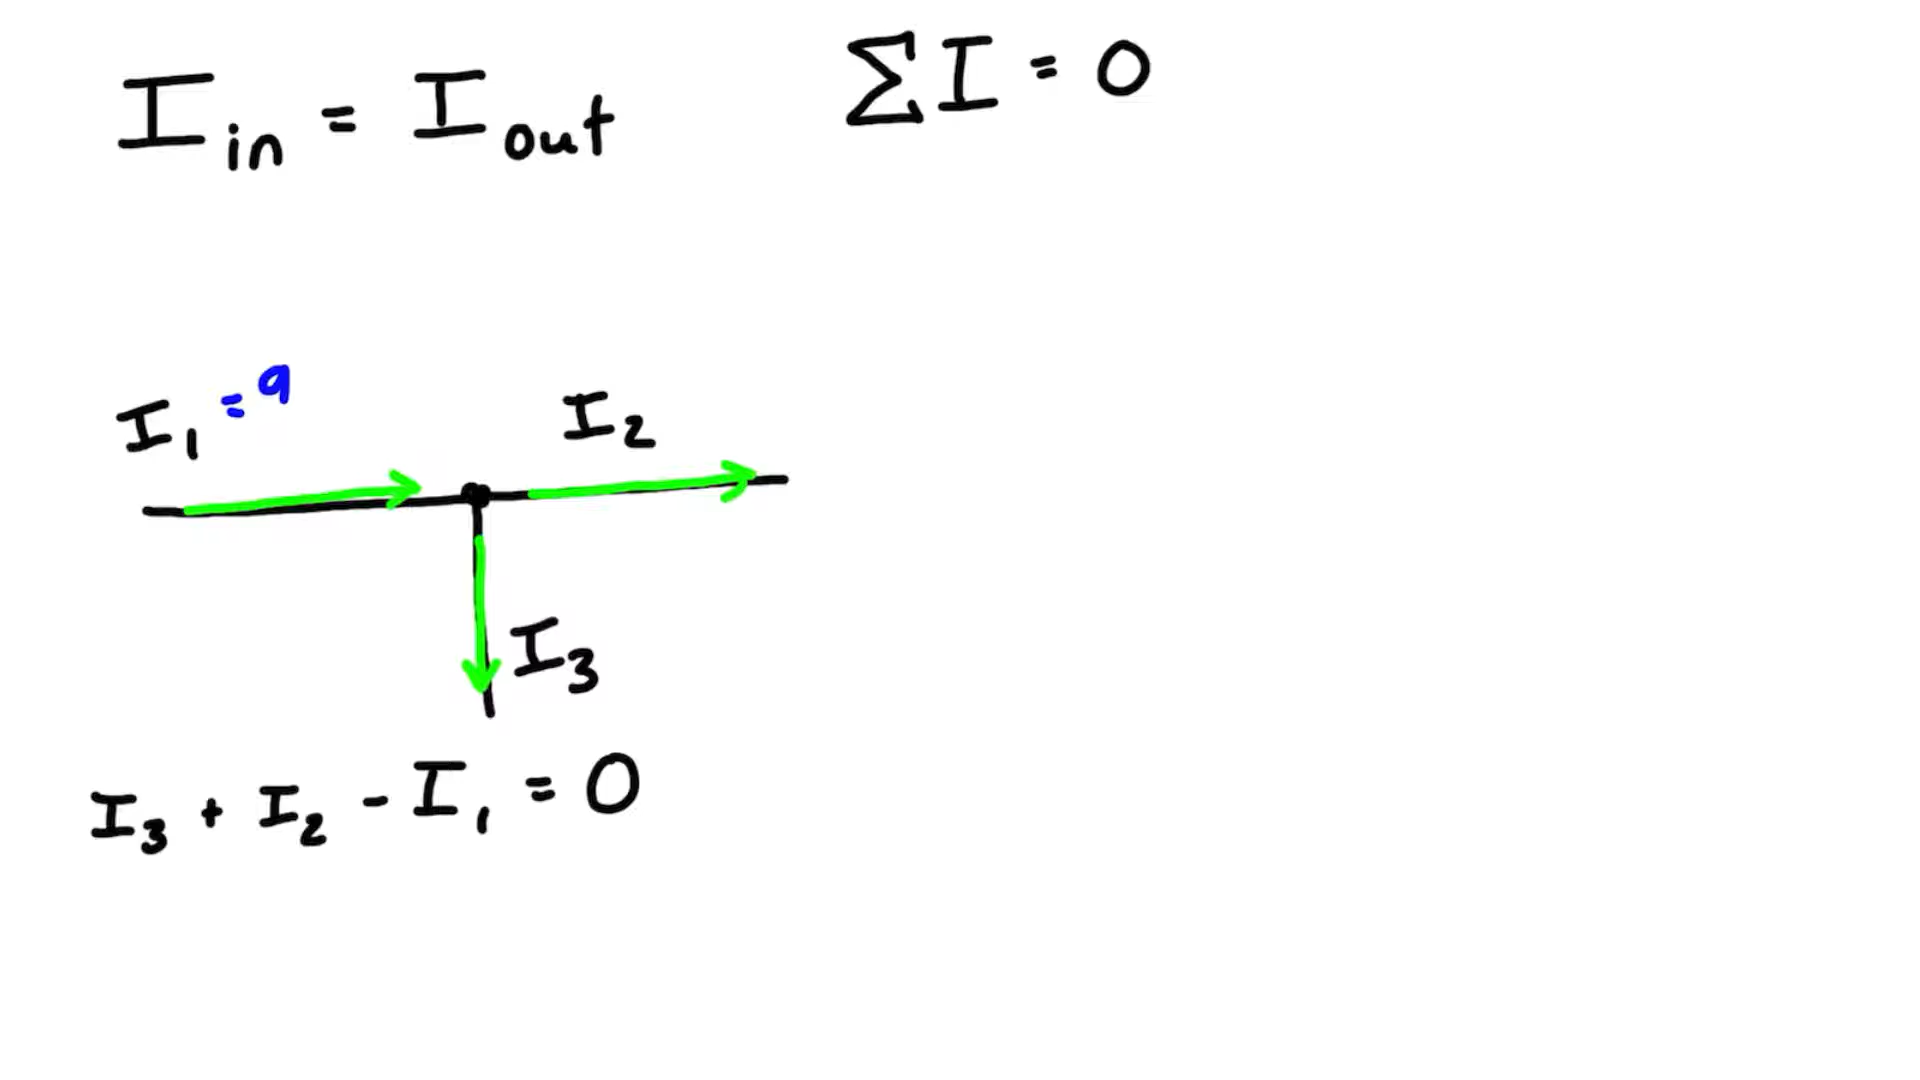 I_in = I_out
ΣI = 0
I_1 = 9
I_2
I_3
I_3 + I_2 - I_1 = 0